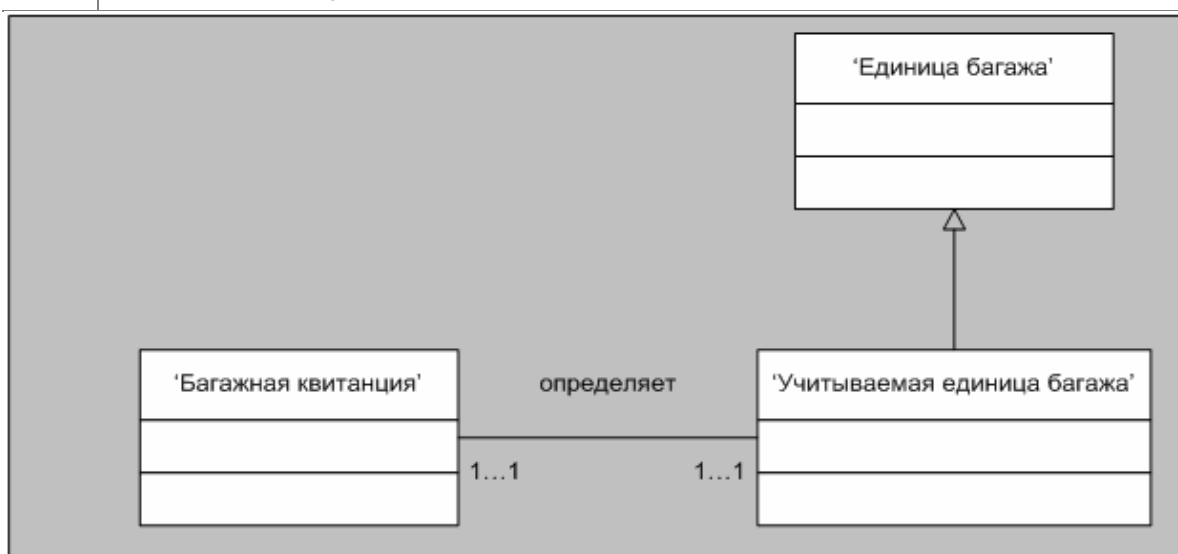 ‘Единица багажа’
‘Багажная квитанция’ определяет ‘Учитываемая единица багажа’
1…1 1…1